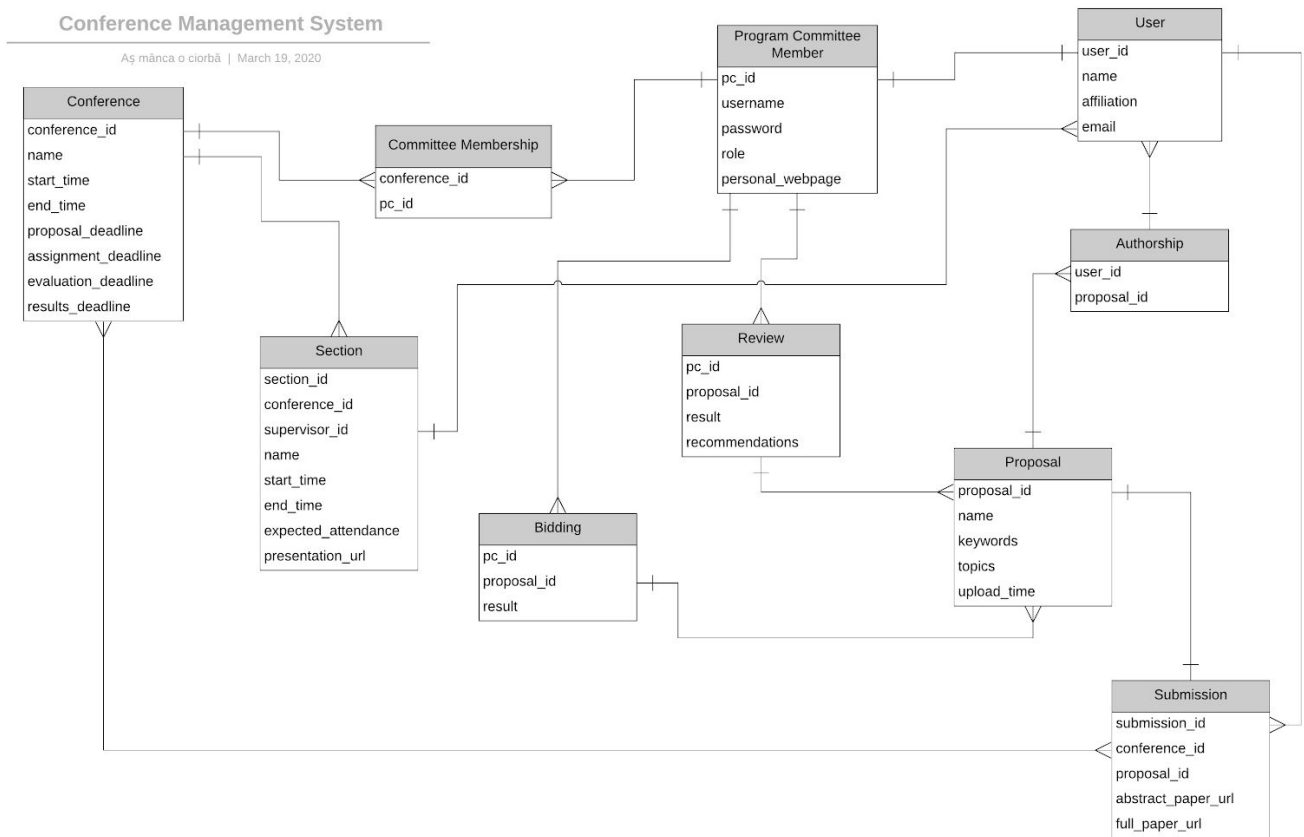 Conference Management System
Aș mânca o ciorbă | March 19, 2020
Conference
conference_id
name
start_time
end_time
proposal_deadline
assignment_deadline
evaluation_deadline
results_deadline
Committee Membership
conference_id
pc_id
Program Committee
Member
pc_id
username
password
role
personal_webpage
User
user_id
name
affiliation
email
Authorship
user_id
proposal_id
Section
section_id
conference_id
supervisor_id
name
start_time
end_time
expected_attendance
presentation_url
Review
pc_id
proposal_id
result
recommendations
Bidding
pc_id
proposal_id
result
Proposal
proposal_id
name
keywords
topics
upload_time
Submission
submission_id
conference_id
proposal_id
abstract_paper_url
full_paper_url